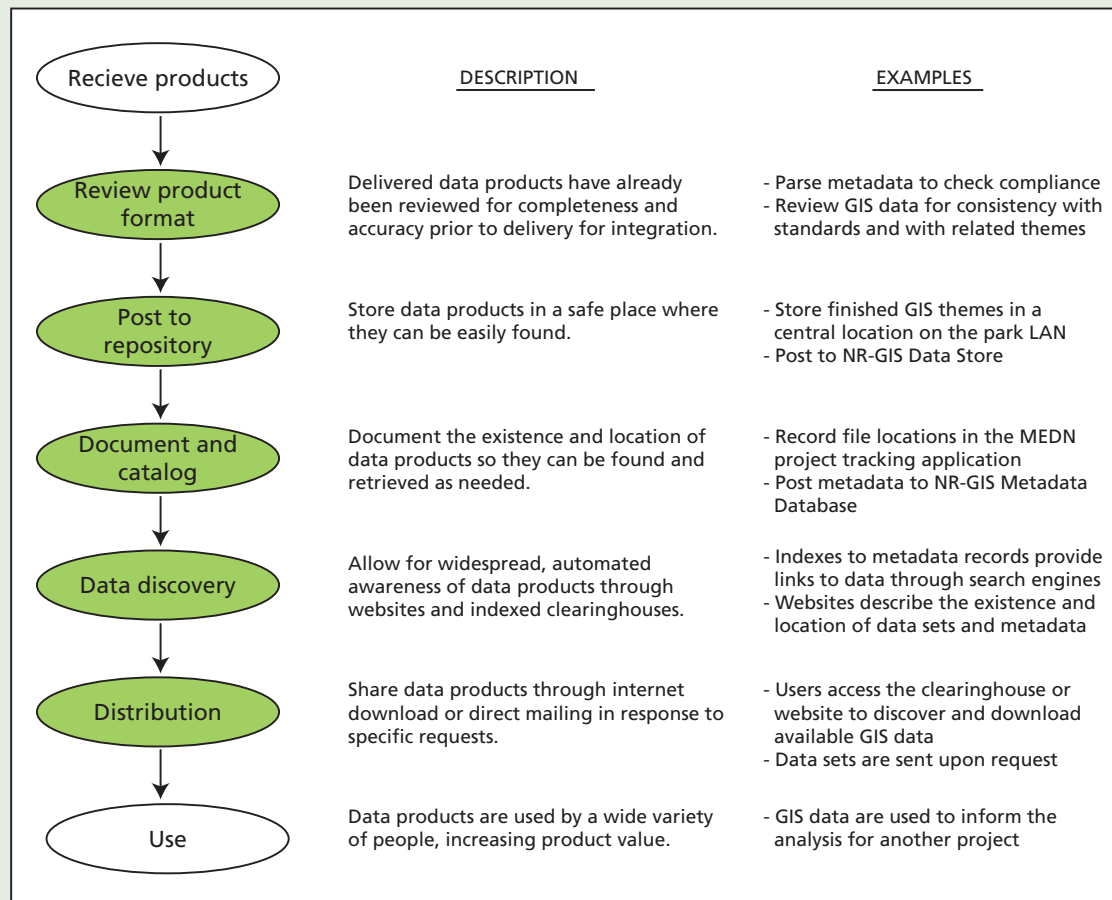 Recieve products
DESCRIPTION
EXAMPLES
Review product
format
Delivered data products have already
been reviewed for completeness and
accuracy prior to delivery for integration.
- Parse metadata to check compliance
- Review GIS data for consistency with
standards and with related themes
Post to
repository
Store data products in a safe place where
they can be easily found.
- Store finished GIS themes in a
central location on the park LAN
- Post to NR-GIS Data Store
Document and
catalog
Document the existence and location of
data products so they can be found and
retrieved as needed.
- Record file locations in the MEDN
project tracking application
- Post metadata to NR-GIS Metadata
Database
Data discovery
Allow for widespread, automated
awareness of data products through
websites and indexed clearinghouses.
- Indexes to metadata records provide
links to data through search engines
- Websites describe the existence and
location of data sets and metadata
Distribution
Share data products through internet
download or direct mailing in response to
specific requests.
- Users access the clearinghouse or
website to discover and download
available GIS data
- Data sets are sent upon request
Use
Data products are used by a wide variety
of people, increasing product value.
- GIS data are used to inform the
analysis for another project